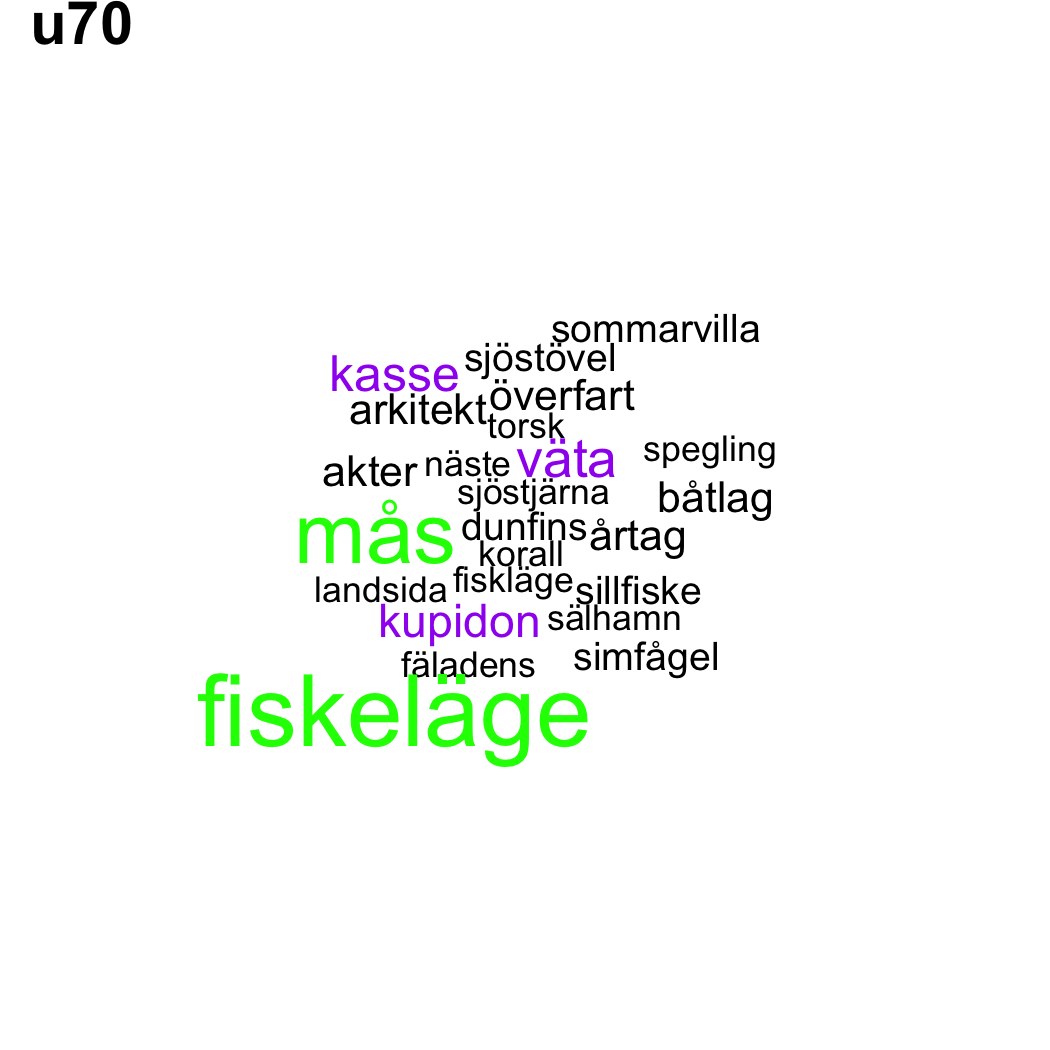 u70
sommarvilla
sjöstövel
kasse
överfart
arkitekt
torsk
spegling
väta
näste
akter
sjöstjärna
båtlag
dunfins
mås
årtag
korall
fiskläge
landsida
sillfiske
sälhamn
kupidon
simfågel
fäladens
fiskeläge